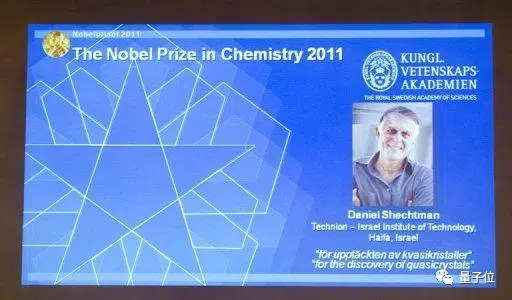 Nobelpriset 2011
The Nobel Prize in Chemistry 2011
KUNGL.
VETENSKAPS-
AKADEMIEN
THE ROYAL SWEDISH ACADEMY OF SCIENCES
Daniel Shechtman
Technion – Israel Institute of Technology,
Haifa, Israel
"för upptäckten av kvasikristaller"
"for the discovery of quasicrystals"
量子位